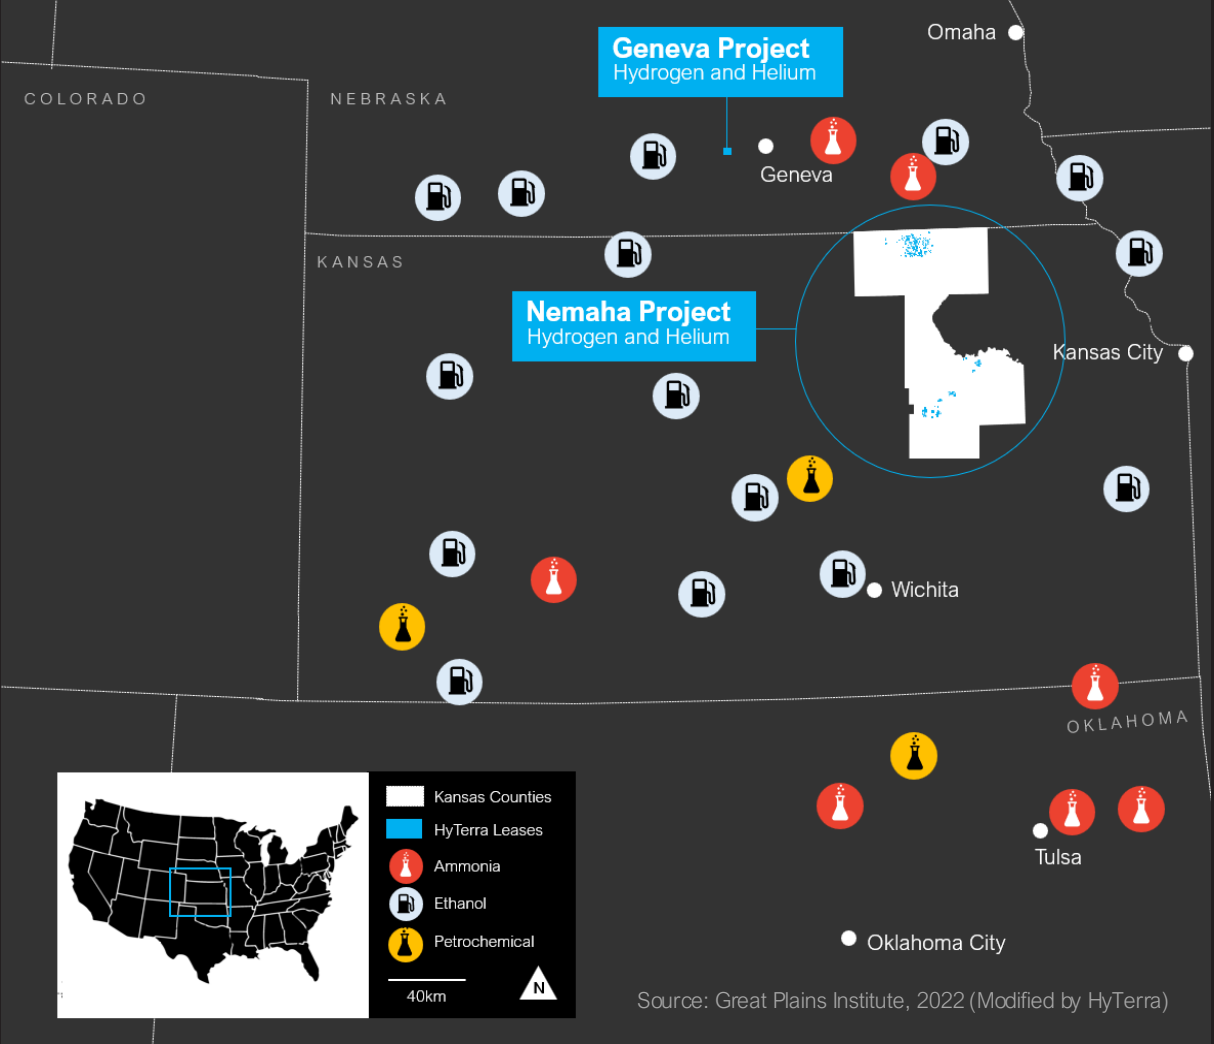 Omaha
Geneva Project
Hydrogen and Helium
COLORADO
NEBRASKA
Geneva
KANSAS
Nemaha Project
Hydrogen and Helium
Kansas City
Wichita
OKLAHOMA
Kansas Counties
HyTerra Leases
Ammonia
Ethanol
Petrochemical
40km
N
Tulsa
Oklahoma City
Source: Great Plains Institute, 2022 (Modified by HyTerra)